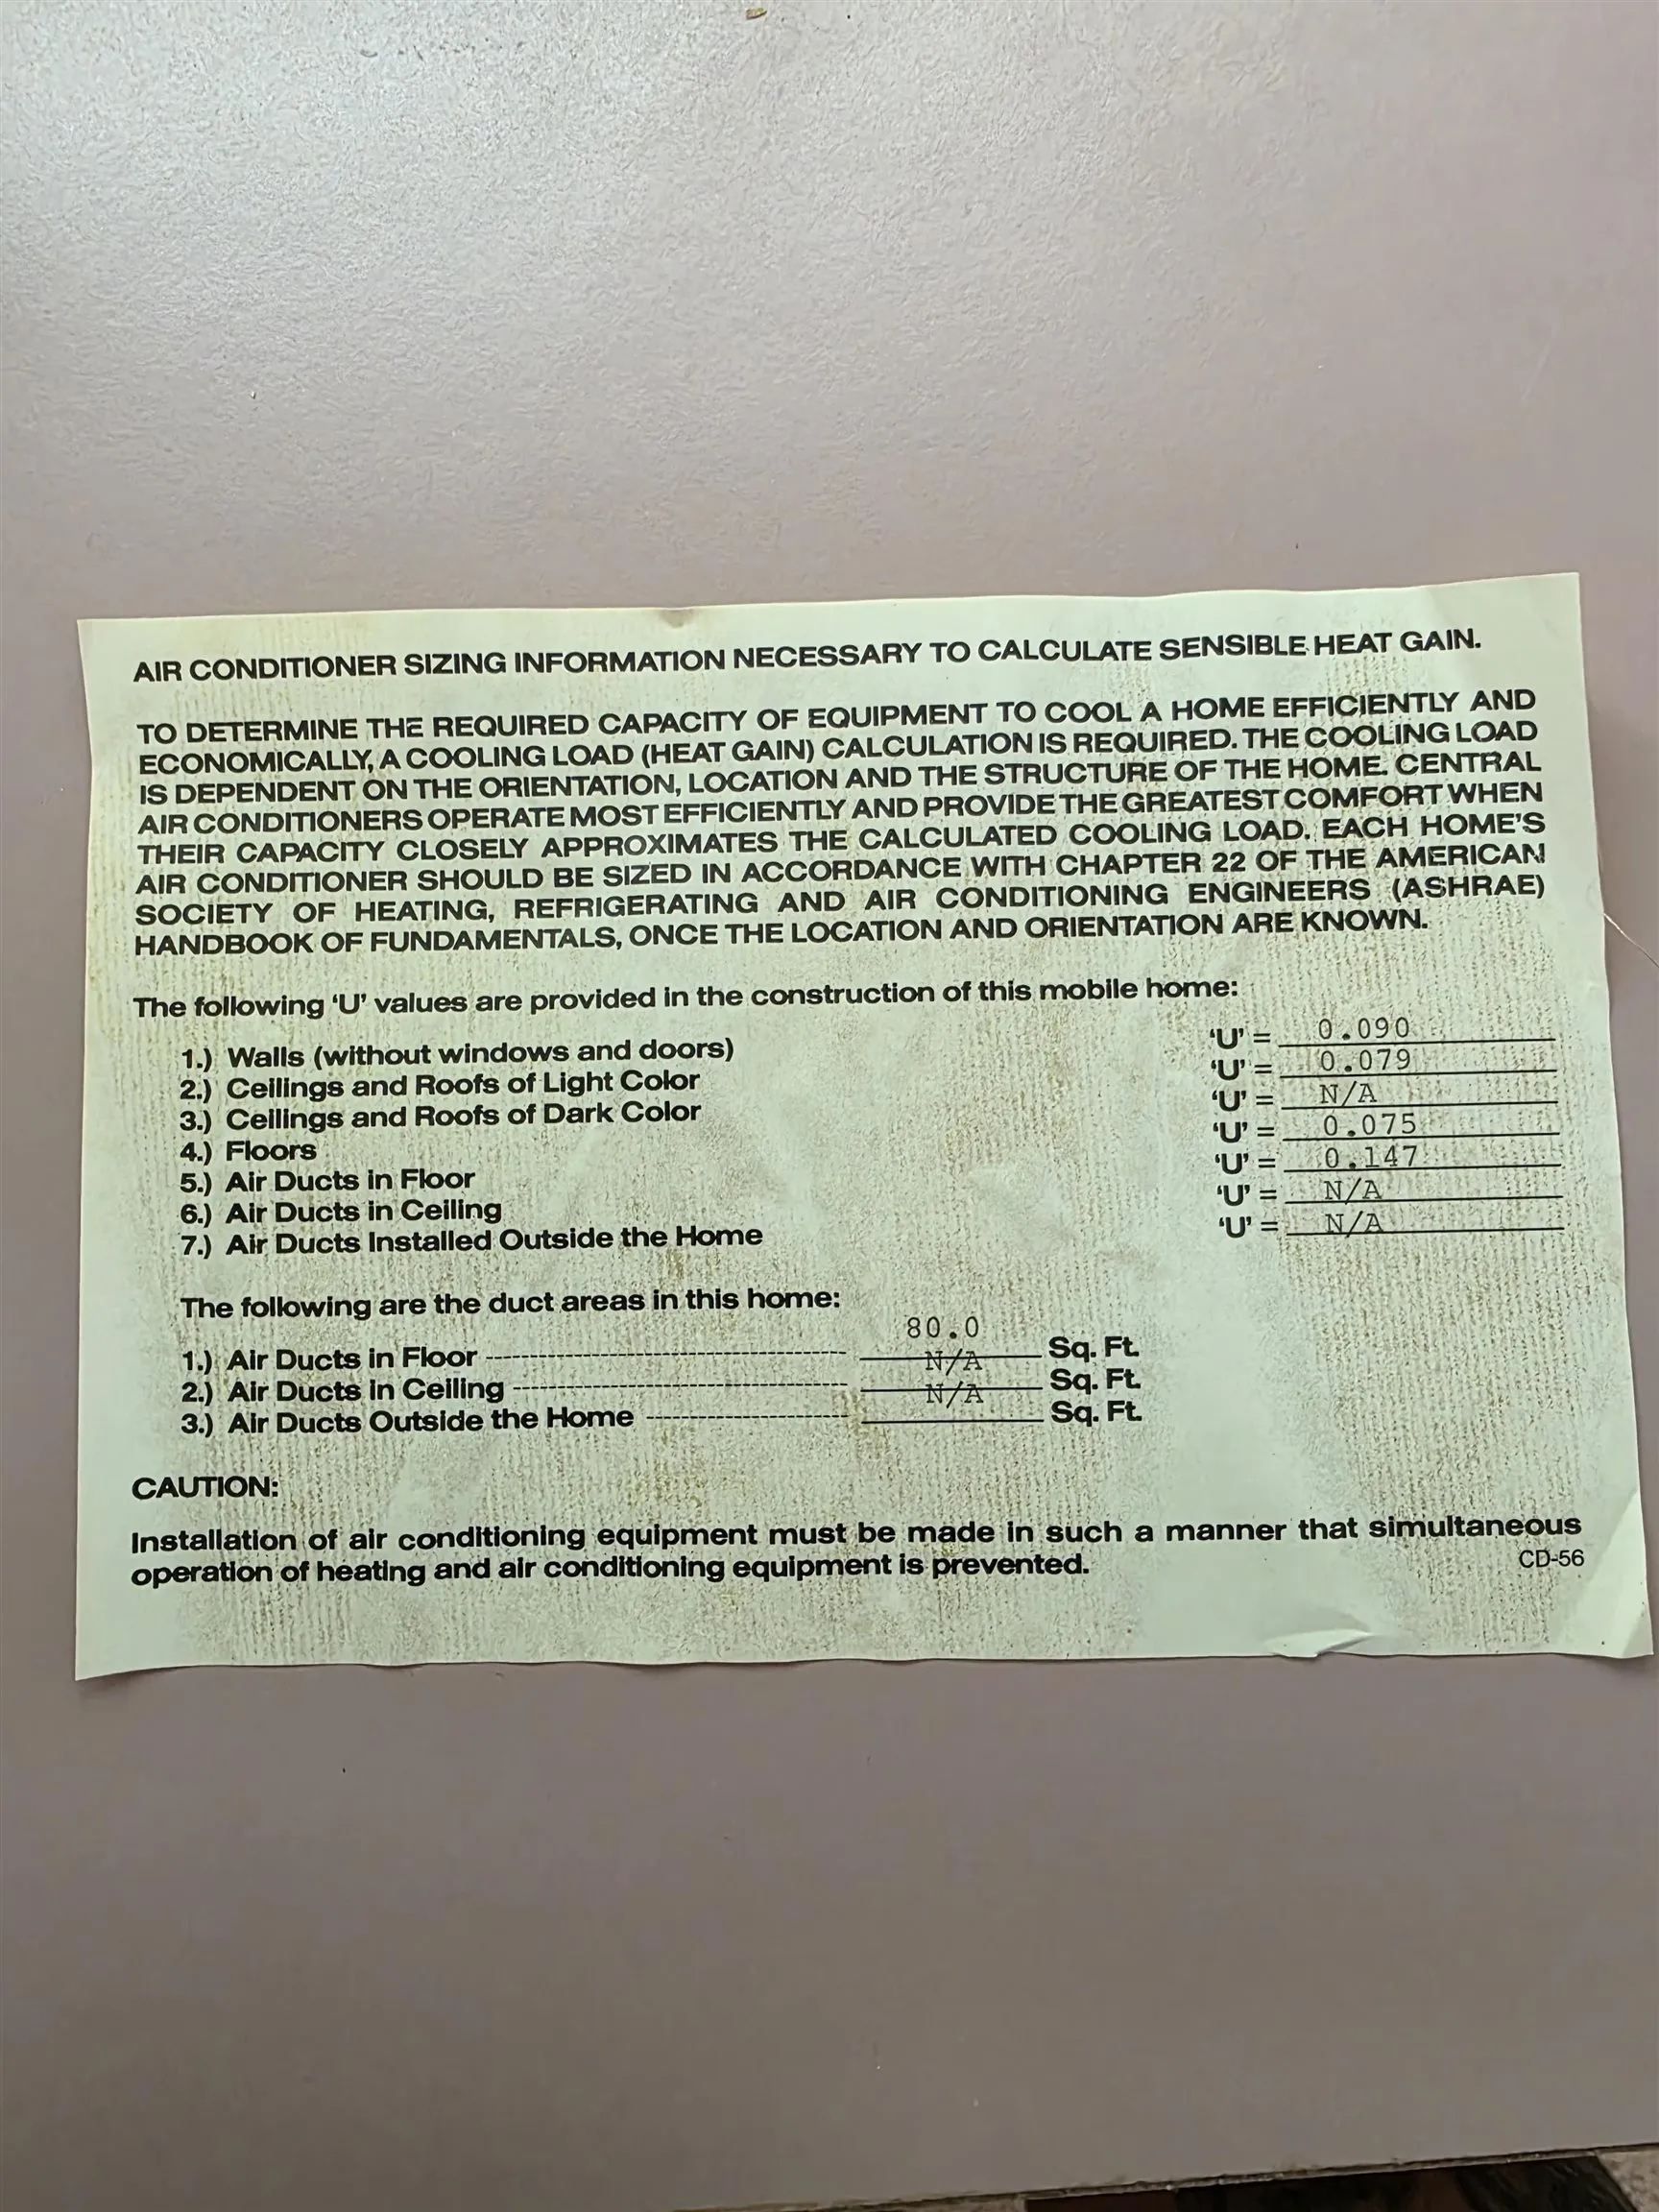 AIR CONDITIONER SIZING INFORMATION NECESSARY TO CALCULATE SENSIBLE HEAT GAIN.
TO DETERMINE THE REQUIRED CAPACITY OF EQUIPMENT TO COOL A HOME EFFICIENTLY AND
ECONOMICALLY, A COOLING LOAD (HEAT GAIN) CALCULATION IS REQUIRED. THE COOLING LOAD
IS DEPENDENT ON THE ORIENTATION, LOCATION AND THE STRUCTURE OF THE HOME. CENTRAL
AIR CONDITIONERS OPERATE MOST EFFICIENTLY AND PROVIDE THE GREATEST COMFORT WHEN
THEIR CAPACITY CLOSELY APPROXIMATES THE CALCULATED COOLING LOAD. EACH HOME'S
AIR CONDITIONER SHOULD BE SIZED IN ACCORDANCE WITH CHAPTER 22 OF THE AMERICAN
SOCIETY OF HEATING, REFRIGERATING AND AIR CONDITIONING ENGINEERS (ASHRAE)
HANDBOOK OF FUNDAMENTALS, ONCE THE LOCATION AND ORIENTATION ARE KNOWN.
The following 'U' values are provided in the construction of this mobile home:
1.) Walls (without windows and doors) 'U' = 0.090
2.) Ceilings and Roofs of Light Color 'U' = 0.079
3.) Ceilings and Roofs of Dark Color 'U' = N/A
4.) Floors 'U' = 0.075
5.) Air Ducts in Floor 'U' = 0.147
6.) Air Ducts in Ceiling 'U' = N/A
7.) Air Ducts Installed Outside the Home 'U' = N/A
The following are the duct areas in this home:
1.) Air Ducts in Floor 80.0 Sq. Ft.
2.) Air Ducts in Ceiling N/A Sq. Ft.
3.) Air Ducts Outside the Home N/A Sq. Ft.
CAUTION:
Installation of air conditioning equipment must be made in such a manner that simultaneous
operation of heating and air conditioning equipment is prevented.
CD-56